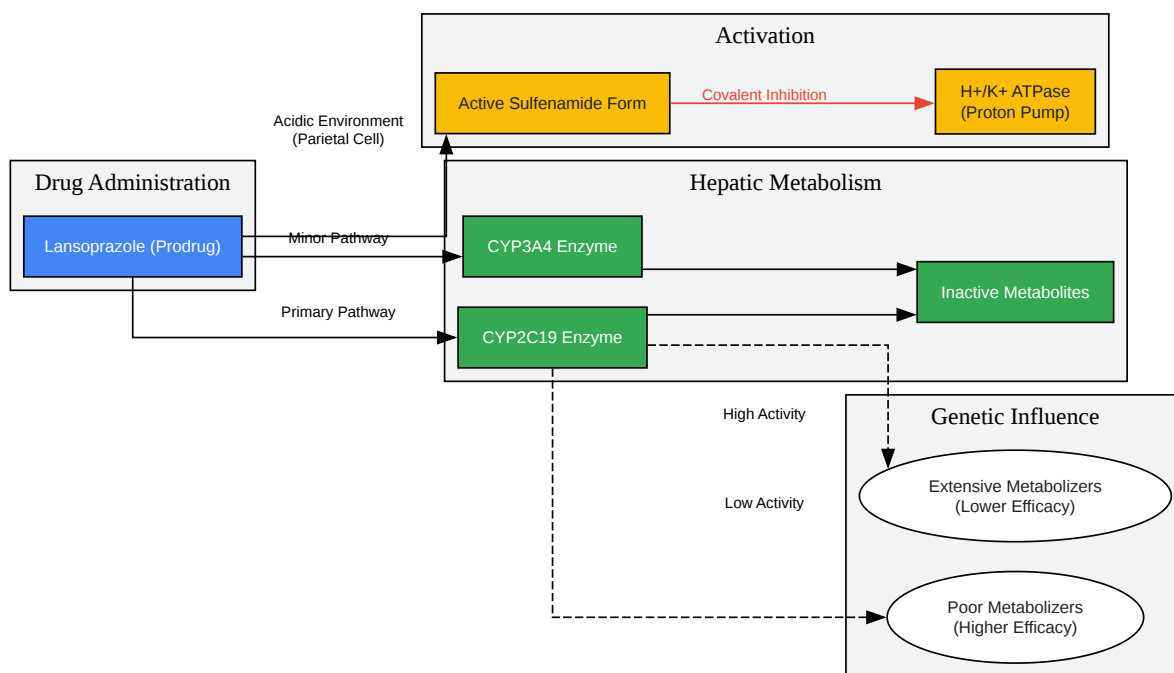 Activation
Active Sulfenamide Form
Covalent Inhibition
H+/K+ ATPase
(Proton Pump)
Acidic Environment
(Parietal Cell)
Drug Administration
Lansoprazole (Prodrug)
Minor Pathway
Primary Pathway
Hepatic Metabolism
CYP3A4 Enzyme
CYP2C19 Enzyme
Inactive Metabolites
High Activity
Low Activity
Genetic Influence
Extensive Metabolizers
(Lower Efficacy)
Poor Metabolizers
(Higher Efficacy)